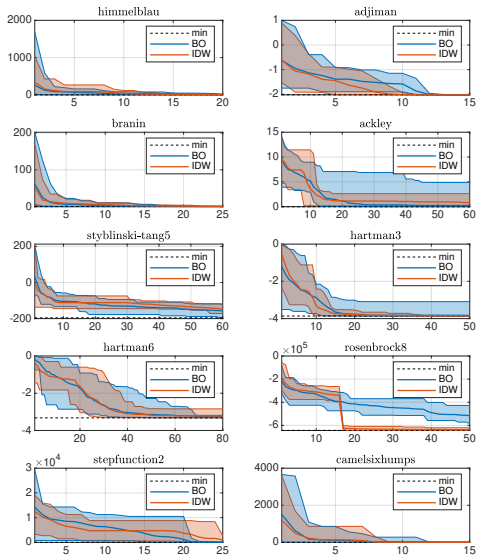 himmelblau
2000
1000
0
5 10 15 20
min
BO
IDW
adjiman
1
0
-1
-2
5 10 15
min
BO
IDW
branin
200
100
0
5 10 15 20 25
min
BO
IDW
ackley
15
10
5
0
10 20 30 40 50 60
min
BO
IDW
styblinski-tang5
200
0
-200
10 20 30 40 50 60
min
BO
IDW
hartman3
0
-2
-4
10 20 30 40 50
min
BO
IDW
hartman6
0
-2
-4
20 40 60 80
min
BO
IDW
rosenbrock8
×10⁵
-2
-4
-6
10 20 30 40 50
min
BO
IDW
stepfunction2
×10⁴
3
2
1
0
5 10 15 20 25
min
BO
IDW
camelsixhumps
4000
2000
0
5 10 15
min
BO
IDW